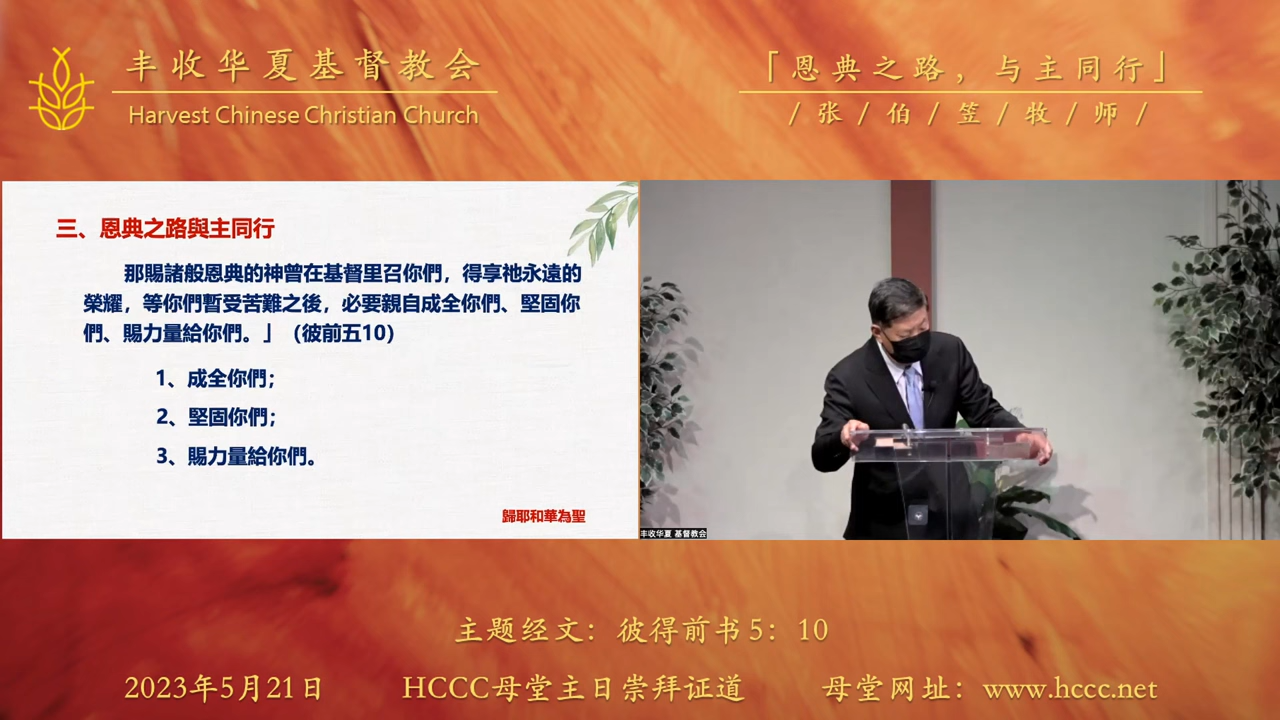 丰收华夏基督教会
Harvest Chinese Christian Church
「恩典之路，与主同行」
/ 张 / 伯 / 笠 / 牧 / 师 /
三、恩典之路與主同行
那賜諸般恩典的神曾在基督里召你們，得享祂永遠的
榮耀，等你們暫受苦難之後，必要親自成全你們、堅固你
們、賜力量給你們。」（彼前五10）
1、成全你們；
2、堅固你們；
3、賜力量給你們。
歸耶和華為聖
丰收华夏 基督教会
主题经文：彼得前书5：10
2023年5月21日
HCCC母堂主日崇拜证道
母堂网址：www.hccc.net